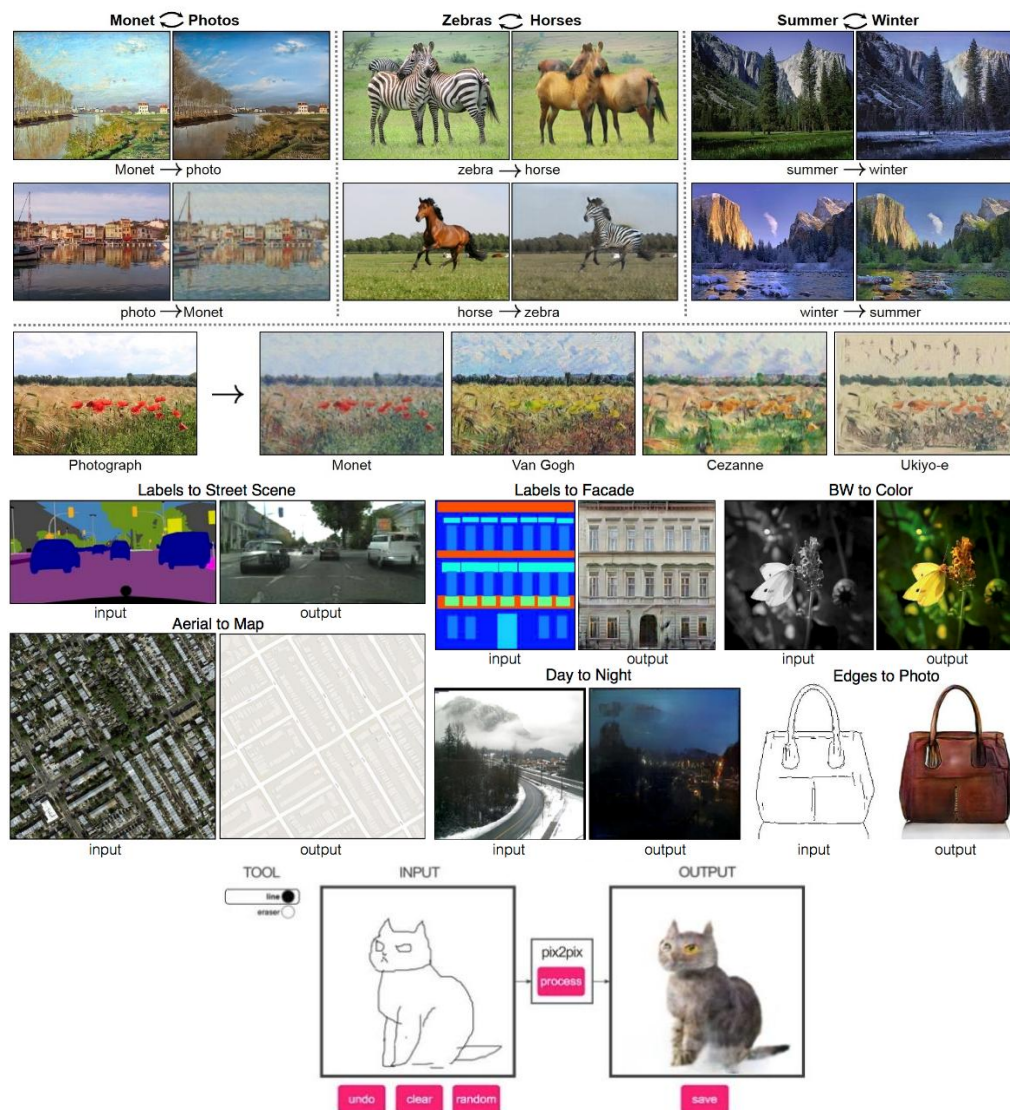 Monet Photos
Zebras Horses
Summer Winter
Monet → photo
zebra → horse
summer → winter
photo → Monet
horse → zebra
winter → summer
Photograph
Monet
Van Gogh
Cezanne
Ukiyo-e
Labels to Street Scene
Labels to Facade
BW to Color
input
output
Aerial to Map
input
output
input
output
Day to Night
Edges to Photo
input
output
input
output
input
output
TOOL
line
eraser
INPUT
pix2pix
process
OUTPUT
undo
clear
random
save